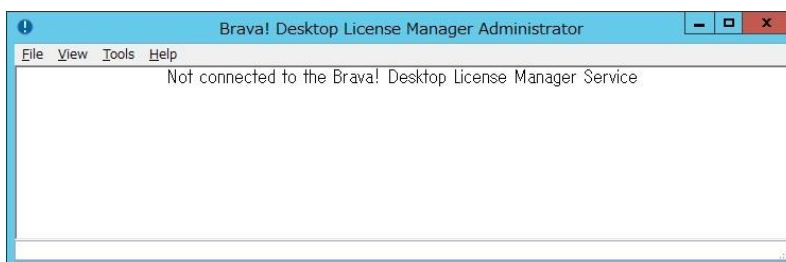 Brava! Desktop License Manager Administrator
File View Tools Help
Not connected to the Brava! Desktop License Manager Service